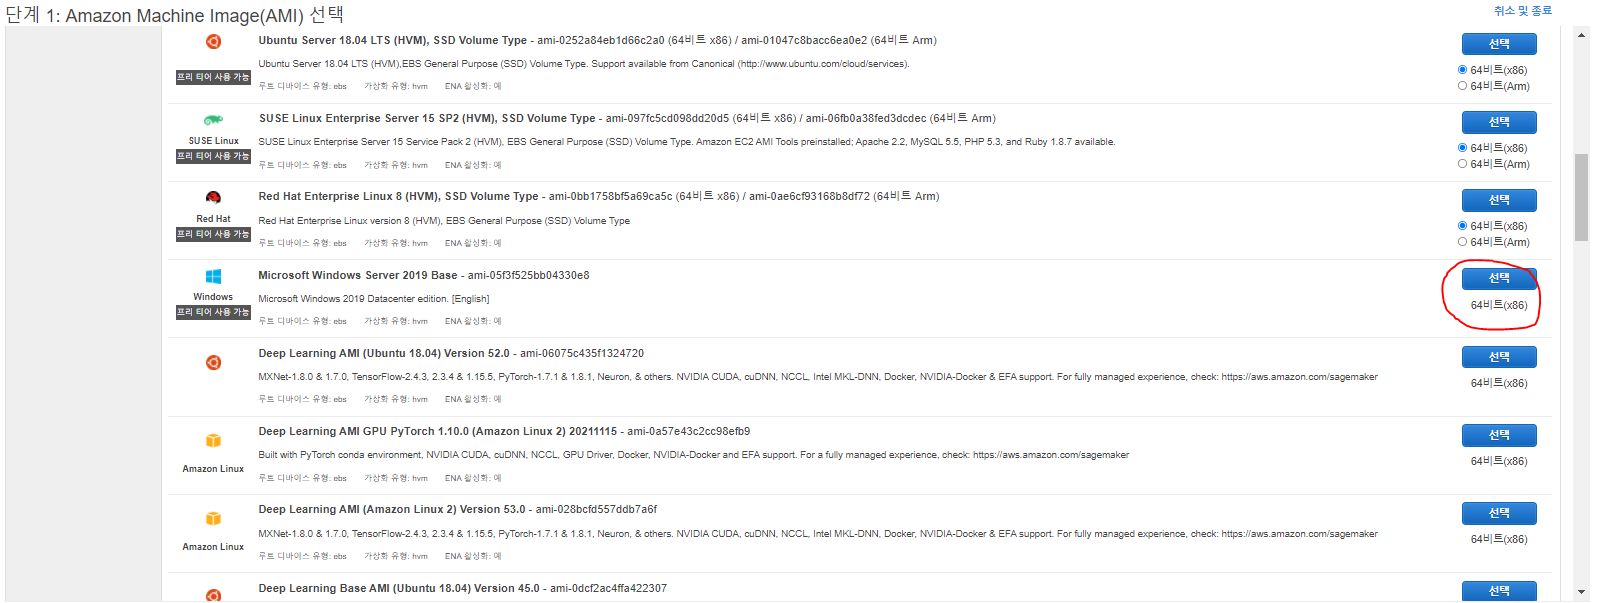 단계 1: Amazon Machine Image(AMI) 선택
취소 및 종료
Ubuntu Server 18.04 LTS (HVM), SSD Volume Type - ami-0252a84eb1d66c2a0 (64비트 x86) / ami-01047c8bacc6ea0e2 (64비트 Arm)
선택
프리 티어 사용 가능
Ubuntu Server 18.04 LTS (HVM),EBS General Purpose (SSD) Volume Type. Support available from Canonical (http://www.ubuntu.com/cloud/services).
64비트(x86)
루트 디바이스 유형: ebs 가상화 유형: hvm ENA 활성화: 예
64비트(Arm)
SUSE Linux Enterprise Server 15 SP2 (HVM), SSD Volume Type - ami-097fc5cd098dd20d5 (64비트 x86) / ami-06fb0a38fed3dcdec (64비트 Arm)
선택
SUSE Linux
프리 티어 사용 가능
SUSE Linux Enterprise Server 15 Service Pack 2 (HVM), EBS General Purpose (SSD) Volume Type. Amazon EC2 AMI Tools preinstalled; Apache 2.2, MySQL 5.5, PHP 5.3, and Ruby 1.8.7 available.
64비트(x86)
루트 디바이스 유형: ebs 가상화 유형: hvm ENA 활성화: 예
64비트(Arm)
Red Hat Enterprise Linux 8 (HVM), SSD Volume Type - ami-0bb1758bf5a69ca5c (64비트 x86) / ami-0ae6cf93168b8df72 (64비트 Arm)
선택
Red Hat
프리 티어 사용 가능
Red Hat Enterprise Linux version 8 (HVM), EBS General Purpose (SSD) Volume Type
64비트(x86)
루트 디바이스 유형: ebs 가상화 유형: hvm ENA 활성화: 예
64비트(Arm)
Microsoft Windows Server 2019 Base - ami-05f3f525bb04330e8
선택
Windows
프리 티어 사용 가능
Microsoft Windows 2019 Datacenter edition. [English]
64비트(x86)
루트 디바이스 유형: ebs 가상화 유형: hvm ENA 활성화: 예
Deep Learning AMI (Ubuntu 18.04) Version 52.0 - ami-06075c435f1324720
선택
MXNet-1.8.0 & 1.7.0, TensorFlow-2.4.3, 2.3.4 & 1.15.5, PyTorch-1.7.1 & 1.8.1, Neuron, & others. NVIDIA CUDA, cuDNN, NCCL, Intel MKL-DNN, Docker, NVIDIA-Docker & EFA support. For fully managed experience, check: https://aws.amazon.com/sagemaker
64비트(x86)
루트 디바이스 유형: ebs 가상화 유형: hvm ENA 활성화: 예
Deep Learning AMI GPU PyTorch 1.10.0 (Amazon Linux 2) 20211115 - ami-0a57e43c2cc98efb9
선택
Amazon Linux
Built with PyTorch conda environment, NVIDIA CUDA, cuDNN, NCCL, GPU Driver, Docker, NVIDIA-Docker and EFA support. For a fully managed experience, check: https://aws.amazon.com/sagemaker
64비트(x86)
루트 디바이스 유형: ebs 가상화 유형: hvm ENA 활성화: 예
Deep Learning AMI (Amazon Linux 2) Version 53.0 - ami-028bcfd557ddb7a6f
선택
Amazon Linux
MXNet-1.8.0 & 1.7.0, TensorFlow-2.4.3, 2.3.4 & 1.15.5, PyTorch-1.7.1 & 1.8.1, Neuron, & others. NVIDIA CUDA, cuDNN, NCCL, Intel MKL-DNN, Docker, NVIDIA-Docker & EFA support. For fully managed experience, check: https://aws.amazon.com/sagemaker
64비트(x86)
루트 디바이스 유형: ebs 가상화 유형: hvm ENA 활성화: 예
Deep Learning Base AMI (Ubuntu 18.04) Version 45.0 - ami-0dcf2ac4ffa422307
선택